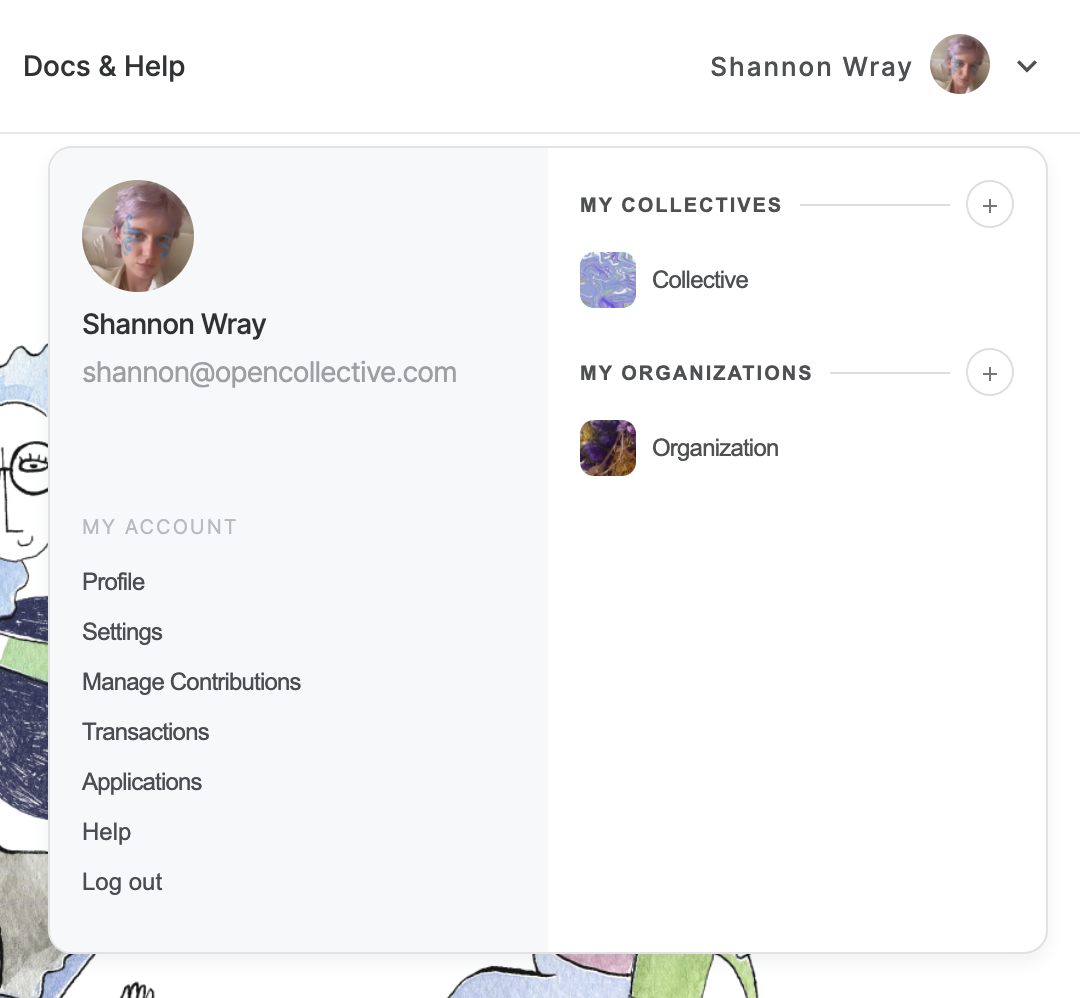 Docs & Help
Shannon Wray
Shannon Wray
shannon@opencollective.com
MY ACCOUNT
Profile
Settings
Manage Contributions
Transactions
Applications
Help
Log out
MY COLLECTIVES
Collective
MY ORGANIZATIONS
Organization